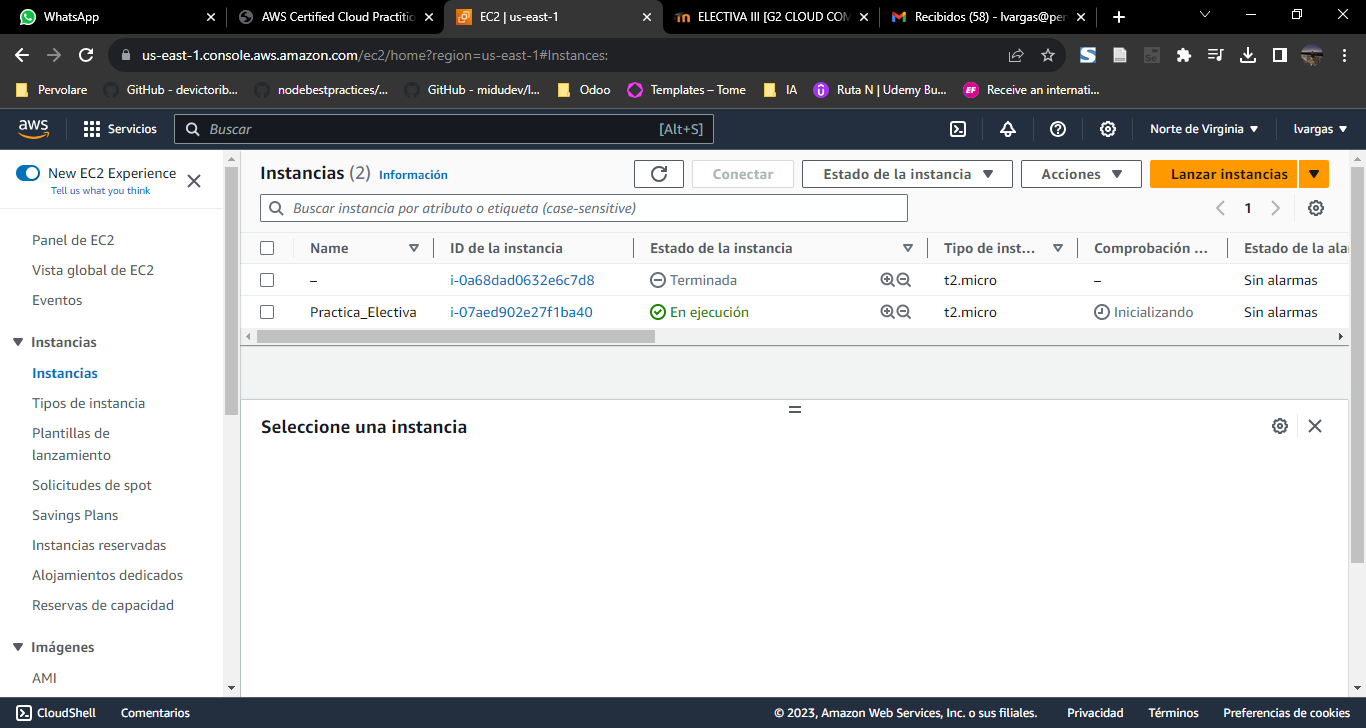 WhatsApp
AWS Certified Cloud Practitio
EC2 | us-east-1
ELECTIVA III [G2 CLOUD COM
Recibidos (58) - lvargas@per
us-east-1.console.aws.amazon.com/ec2/home?region=us-east-1#Instances:
Pervolare
GitHub - devictorib...
nodebestpractices/...
GitHub - midudev/l...
Odoo
Templates – Tome
IA
Ruta N | Udemy Bu...
EF
Receive an internati...
aws
Servicios
Buscar
[Alt+S]
Norte de Virginia
lvargas
New EC2 Experience
Tell us what you think
Panel de EC2
Vista global de EC2
Eventos
Instancias
Instancias
Tipos de instancia
Plantillas de
lanzamiento
Solicitudes de spot
Savings Plans
Instancias reservadas
Alojamientos dedicados
Reservas de capacidad
Imágenes
AMI
Instancias (2) Información
Conectar
Estado de la instancia
Acciones
Lanzar instancias
Buscar instancia por atributo o etiqueta (case-sensitive)
1
Name ID de la instancia Estado de la instancia Tipo de inst... Comprobación ... Estado de la alar
– i-0a68dad0632e6c7d8 Terminada t2.micro – Sin alarmas
Practica_Electiva i-07aed902e27f1ba40 En ejecución t2.micro Inicializando Sin alarmas
Seleccione una instancia
CloudShell
Comentarios
© 2023, Amazon Web Services, Inc. o sus filiales.
Privacidad
Términos
Preferencias de cookies